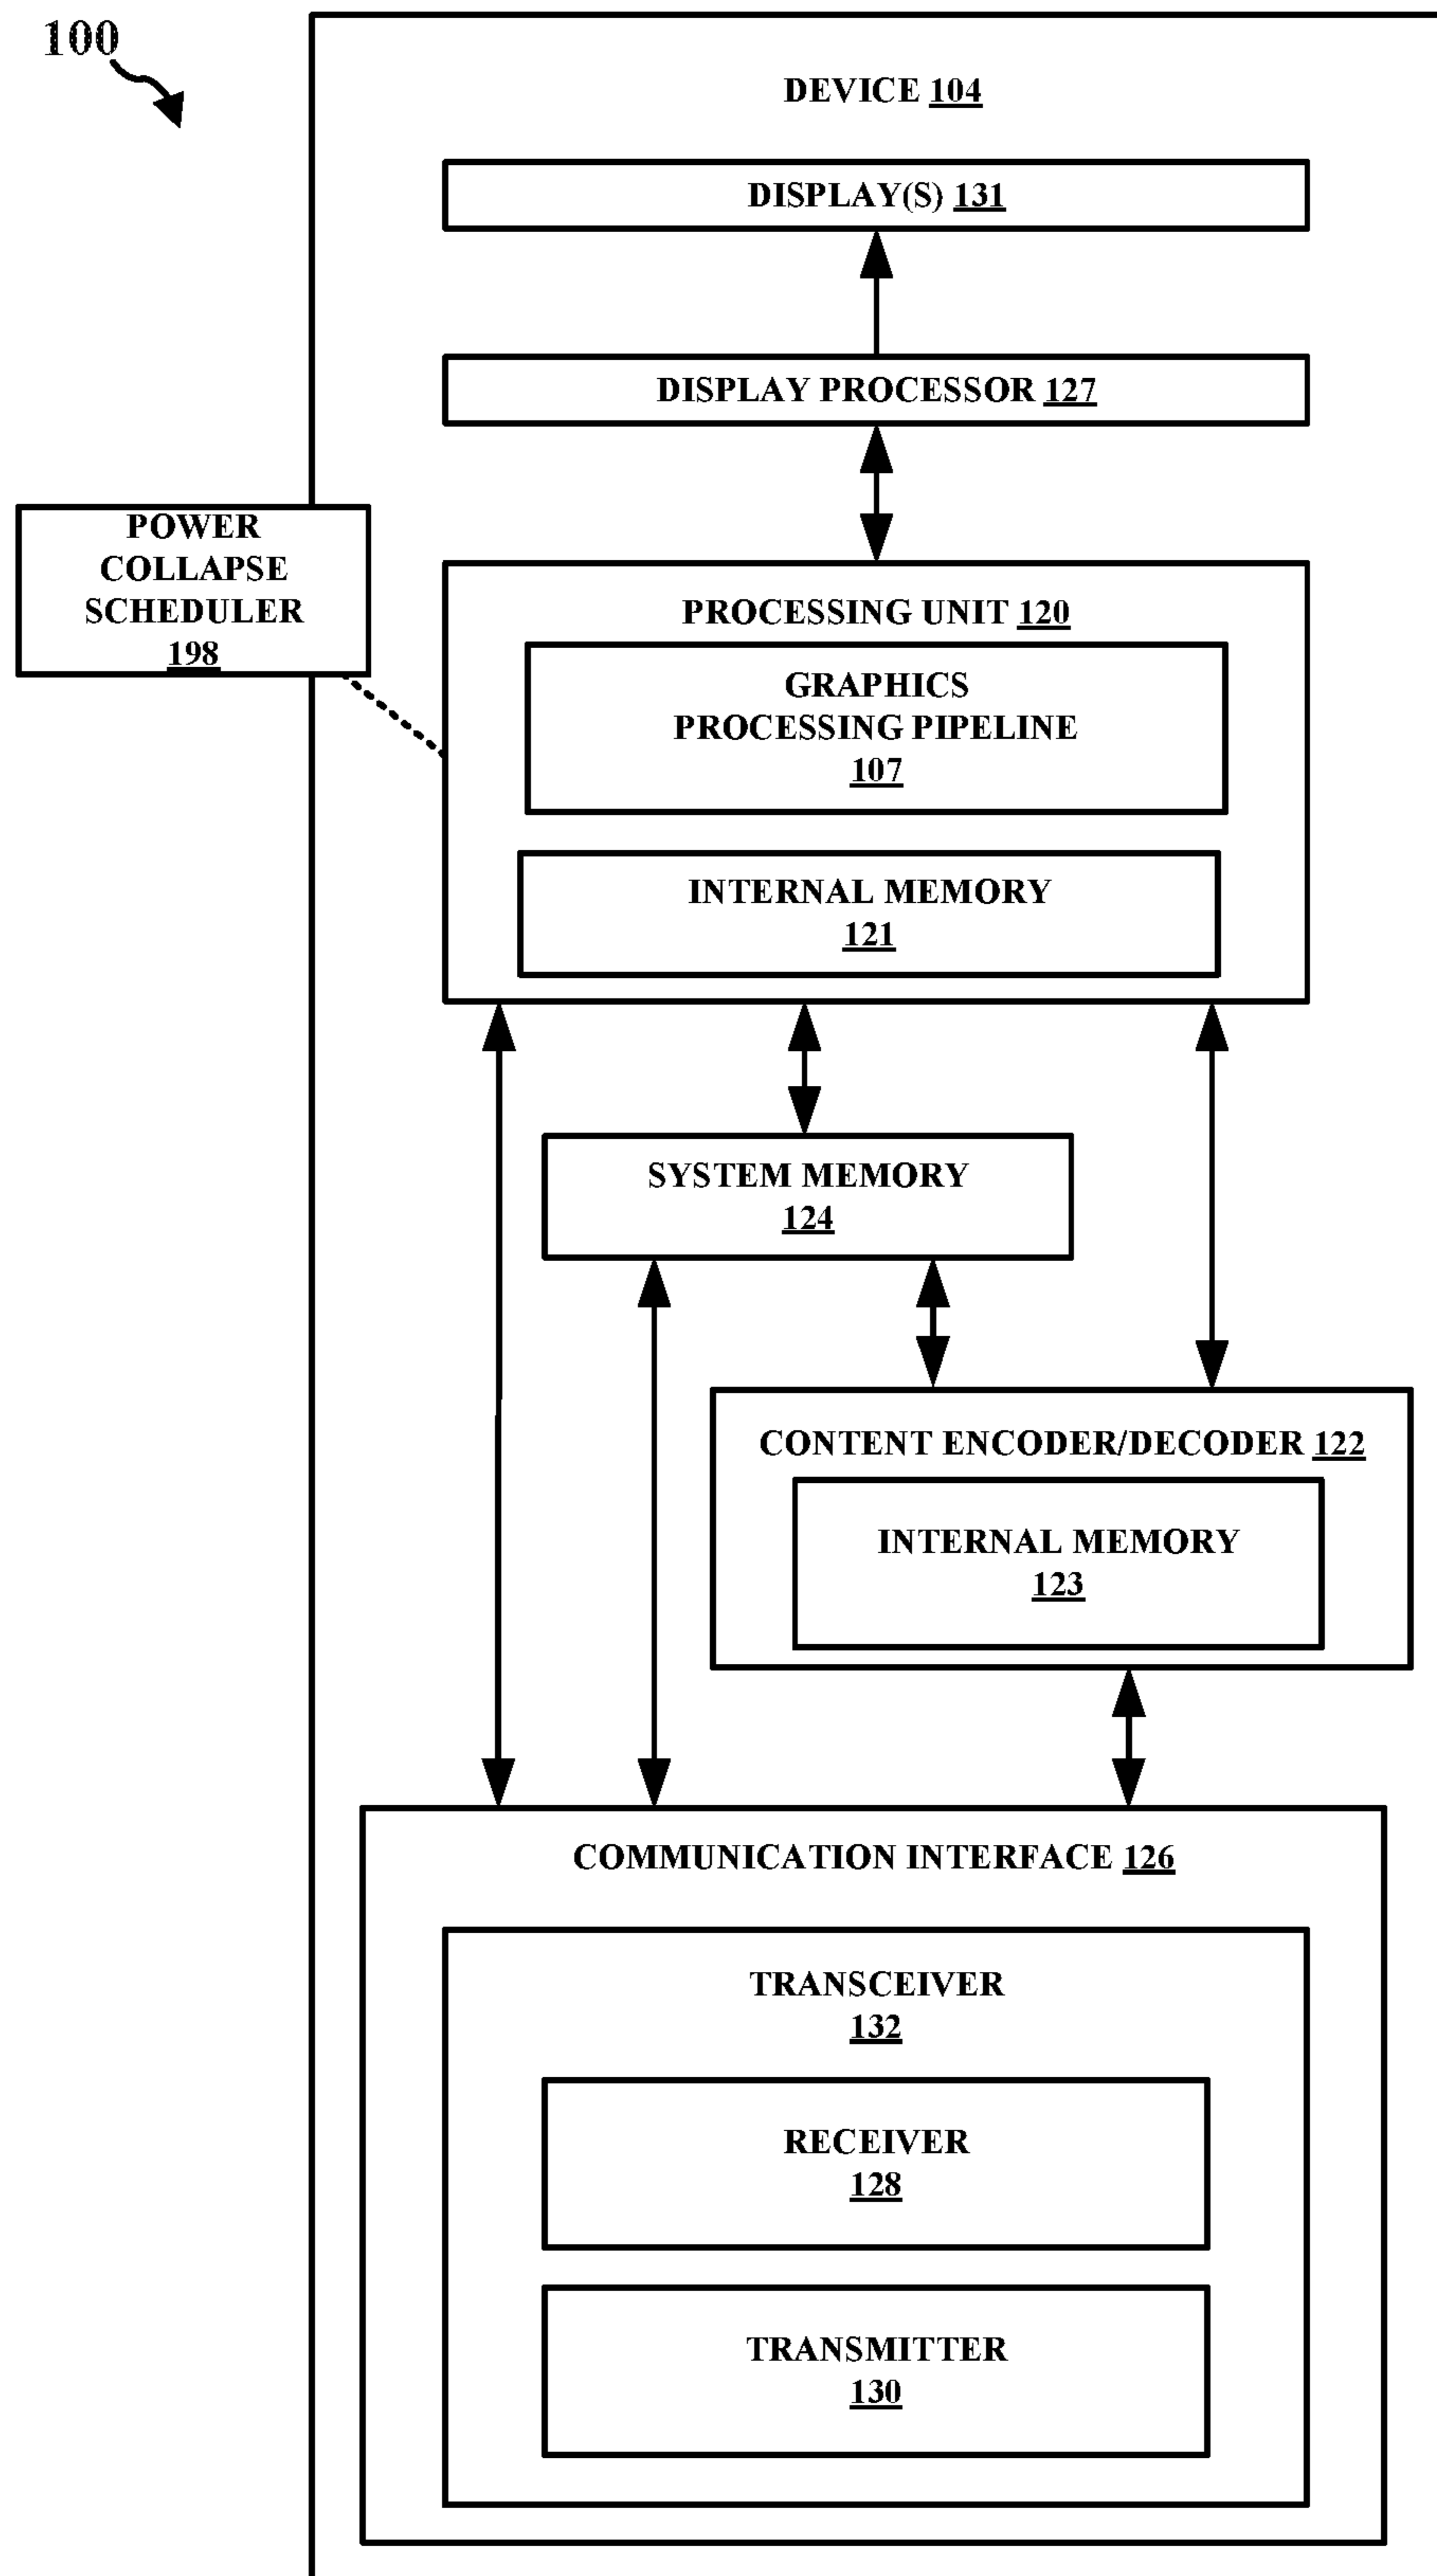 100
DEVICE 104
DISPLAY(S) 131
DISPLAY PROCESSOR 127
POWER
COLLAPSE
SCHEDULER
198
PROCESSING UNIT 120
GRAPHICS
PROCESSING PIPELINE
107
INTERNAL MEMORY
121
SYSTEM MEMORY
124
CONTENT ENCODER/DECODER 122
INTERNAL MEMORY
123
COMMUNICATION INTERFACE 126
TRANSCEIVER
132
RECEIVER
128
TRANSMITTER
130